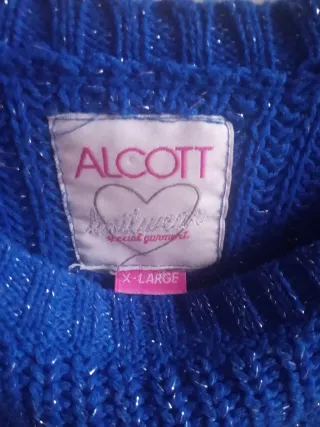 ALCOTT
knitwear
special garment.
X-LARGE